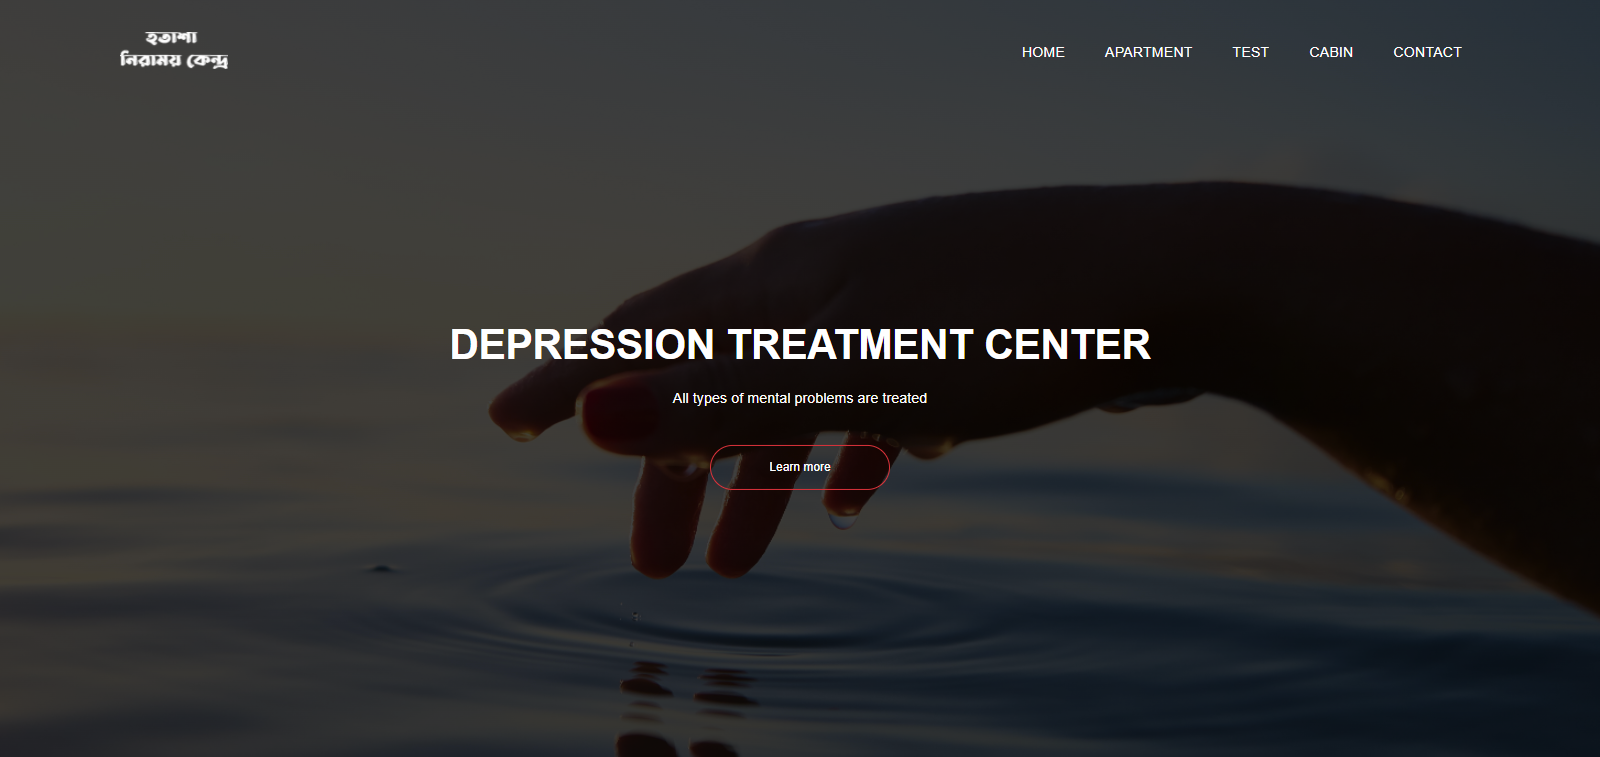 হতাশা
নিরাময় কেন্দ্র
HOME APARTMENT TEST CABIN CONTACT
DEPRESSION TREATMENT CENTER
All types of mental problems are treated
Learn more